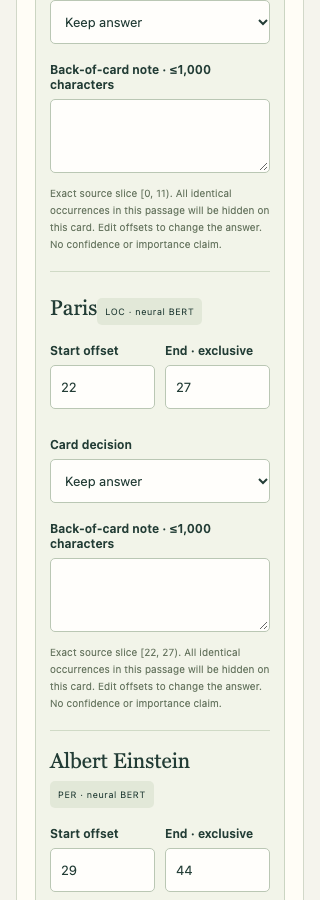 Keep answer
Back-of-card note · ≤1,000
characters
Exact source slice [0, 11). All identical
occurrences in this passage will be hidden on
this card. Edit offsets to change the answer.
No confidence or importance claim.
Paris LOC · neural BERT
Start offset End · exclusive
22 27
Card decision
Keep answer
Back-of-card note · ≤1,000
characters
Exact source slice [22, 27). All identical
occurrences in this passage will be hidden on
this card. Edit offsets to change the answer.
No confidence or importance claim.
Albert Einstein
PER · neural BERT
Start offset End · exclusive
29 44